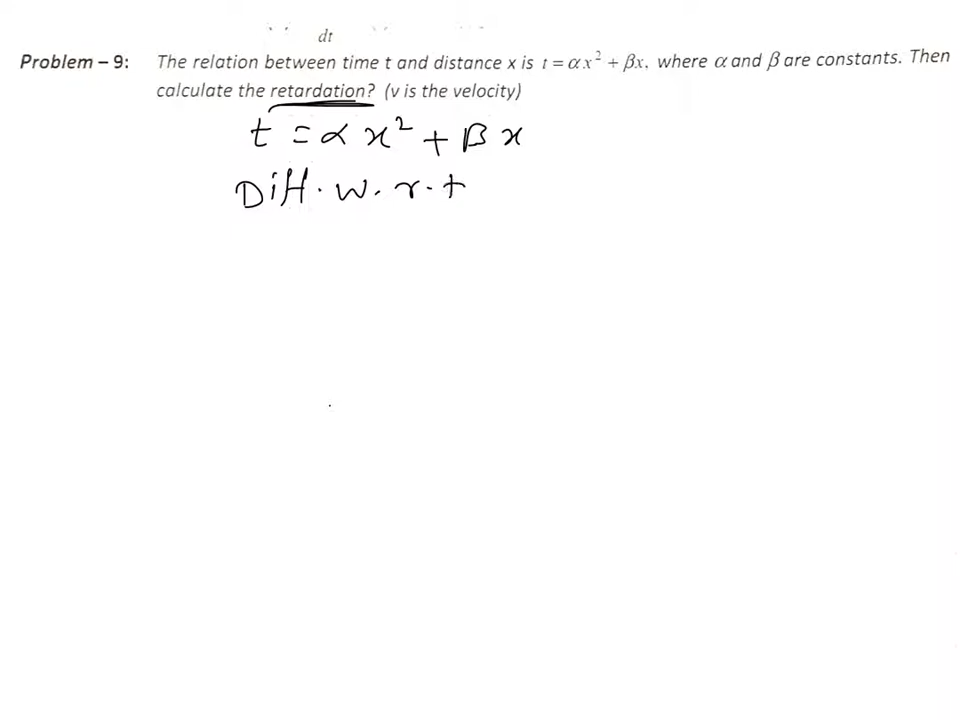 dt
Problem – 9: The relation between time t and distance x is t = αx² + βx, where α and β are constants. Then
calculate the retardation? (v is the velocity)
t = α x² + β x
Diff. w. r. t